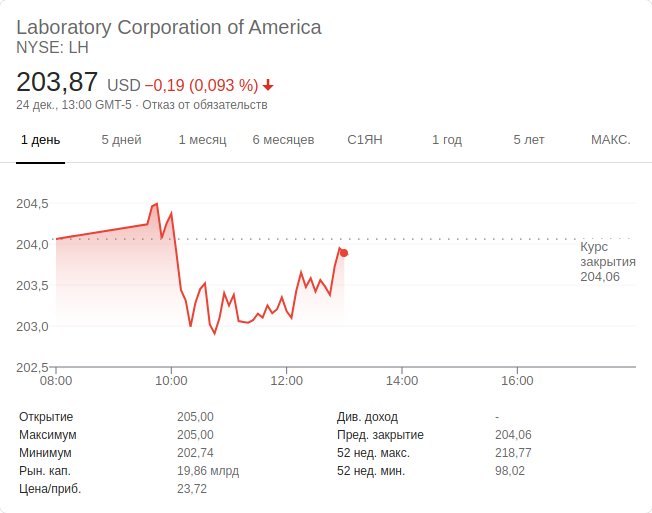 Laboratory Corporation of America
NYSE: LH
203,87 USD −0,19 (0,093 %)
24 дек., 13:00 GMT-5 · Отказ от обязательств
1 день 5 дней 1 месяц 6 месяцев С1ЯН 1 год 5 лет МАКС.
204,5
204,0
203,5
203,0
202,5
Курс
закрытия
204,06
08:00 10:00 12:00 14:00 16:00
Открытие 205,00 Див. доход -
Максимум 205,00 Пред. закрытие 204,06
Минимум 202,74 52 нед. макс. 218,77
Рын. кап. 19,86 млрд 52 нед. мин. 98,02
Цена/приб. 23,72